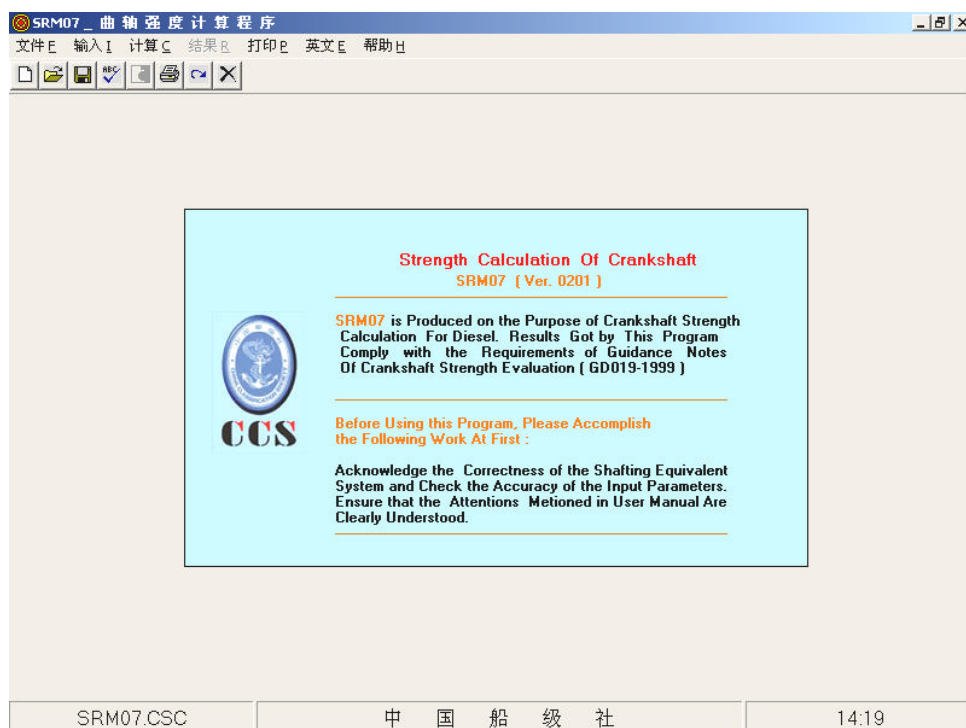 SRM07_曲轴强度计算程序
文件F 输入I 计算C 结果R 打印P 英文E 帮助H
ABC
Strength Calculation Of Crankshaft
SRM07 ( Ver. 0201 )
SRM07 is Produced on the Purpose of Crankshaft Strength
Calculation For Diesel. Results Got by This Program
Comply with the Requirements of Guidance Notes
Of Crankshaft Strength Evaluation ( GD019-1999 )
CCS
Before Using this Program, Please Accomplish
the Following Work At First :
Acknowledge the Correctness of the Shafting Equivalent
System and Check the Accuracy of the Input Parameters.
Ensure that the Attentions Metioned in User Manual Are
Clearly Understood.
SRM07.CSC 中国船级社 14:19